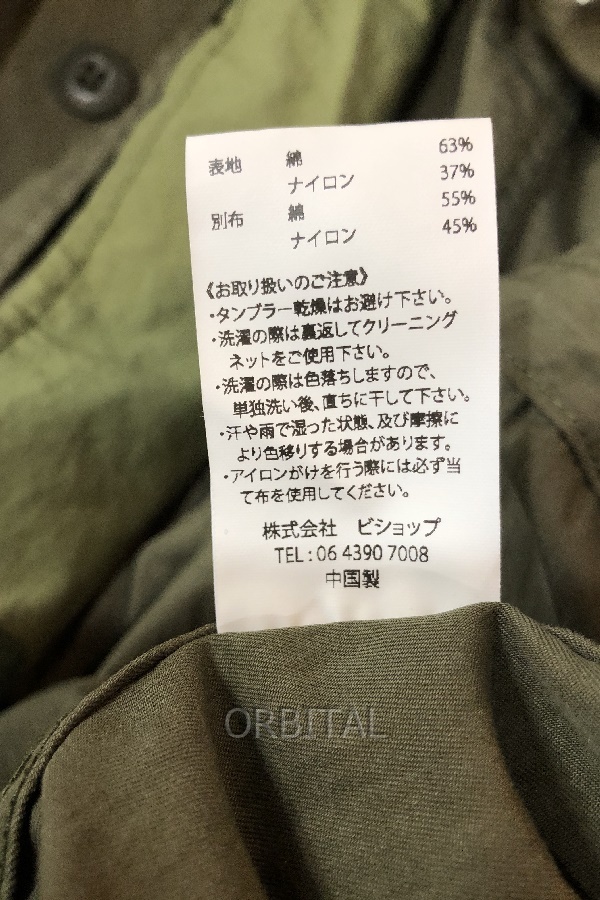 表地 綿 63%
ナイロン 37%
別布 綿 55%
ナイロン 45%
《お取り扱いのご注意》
・タンブラー乾燥はお避け下さい。
・洗濯の際は裏返してクリーニング
ネットをご使用下さい。
・洗濯の際は色落ちしますので、
単独洗い後、直ちに干して下さい。
・汗や雨で湿った状態、及び摩擦に
より色移りする場合があります。
・アイロンがけを行う際には必ず当
て布を使用してください。
株式会社 ビショップ
TEL : 06 4390 7008
中国製
ORBITAL